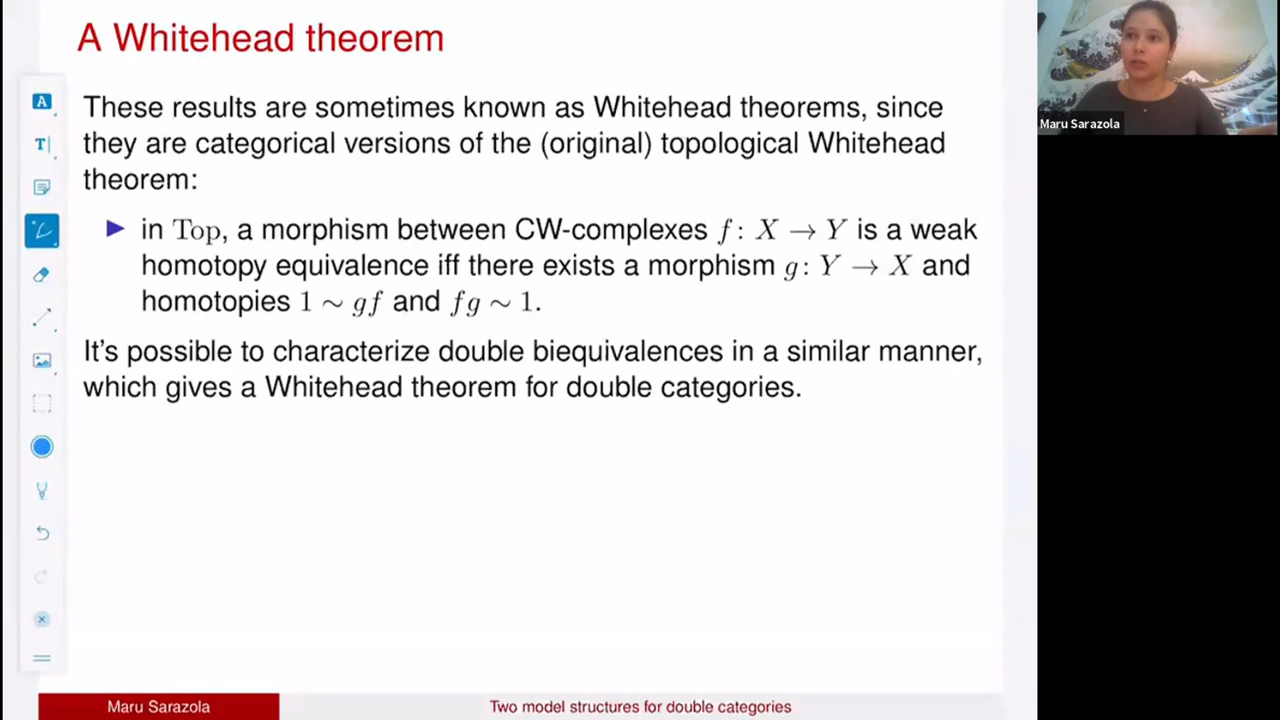 A Whitehead theorem
These results are sometimes known as Whitehead theorems, since
they are categorical versions of the (original) topological Whitehead
theorem:
▶ in Top, a morphism between CW-complexes f: X → Y is a weak
homotopy equivalence iff there exists a morphism g: Y → X and
homotopies 1 ∼ gf and fg ∼ 1.
It's possible to characterize double biequivalences in a similar manner,
which gives a Whitehead theorem for double categories.
Maru Sarazola
Two model structures for double categories
Maru Sarazola
A
T